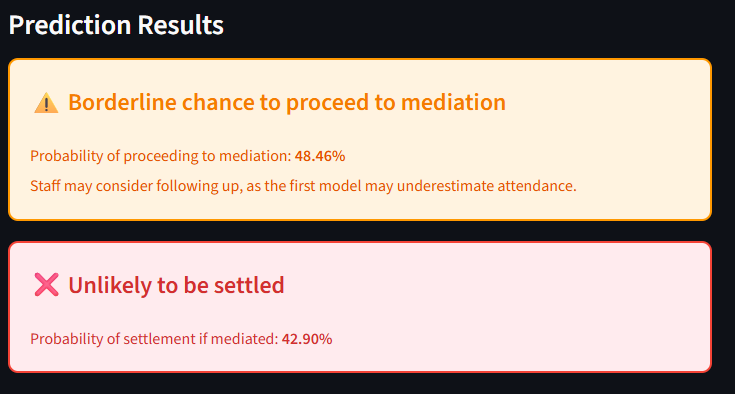 Prediction Results
⚠️ Borderline chance to proceed to mediation
Probability of proceeding to mediation: 48.46%
Staff may consider following up, as the first model may underestimate attendance.
❌ Unlikely to be settled
Probability of settlement if mediated: 42.90%